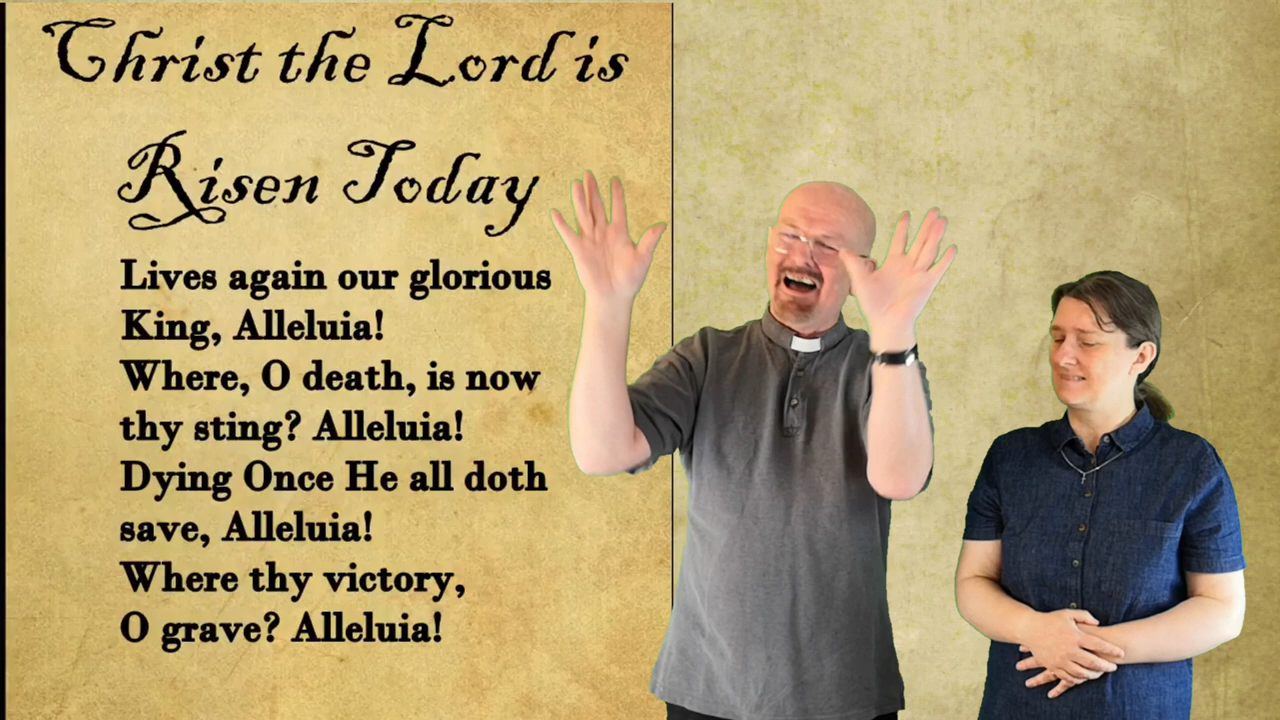 Christ the Lord is
Risen Today
Lives again our glorious
King, Alleluia!
Where, O death, is now
thy sting? Alleluia!
Dying Once He all doth
save, Alleluia!
Where thy victory,
O grave? Alleluia!